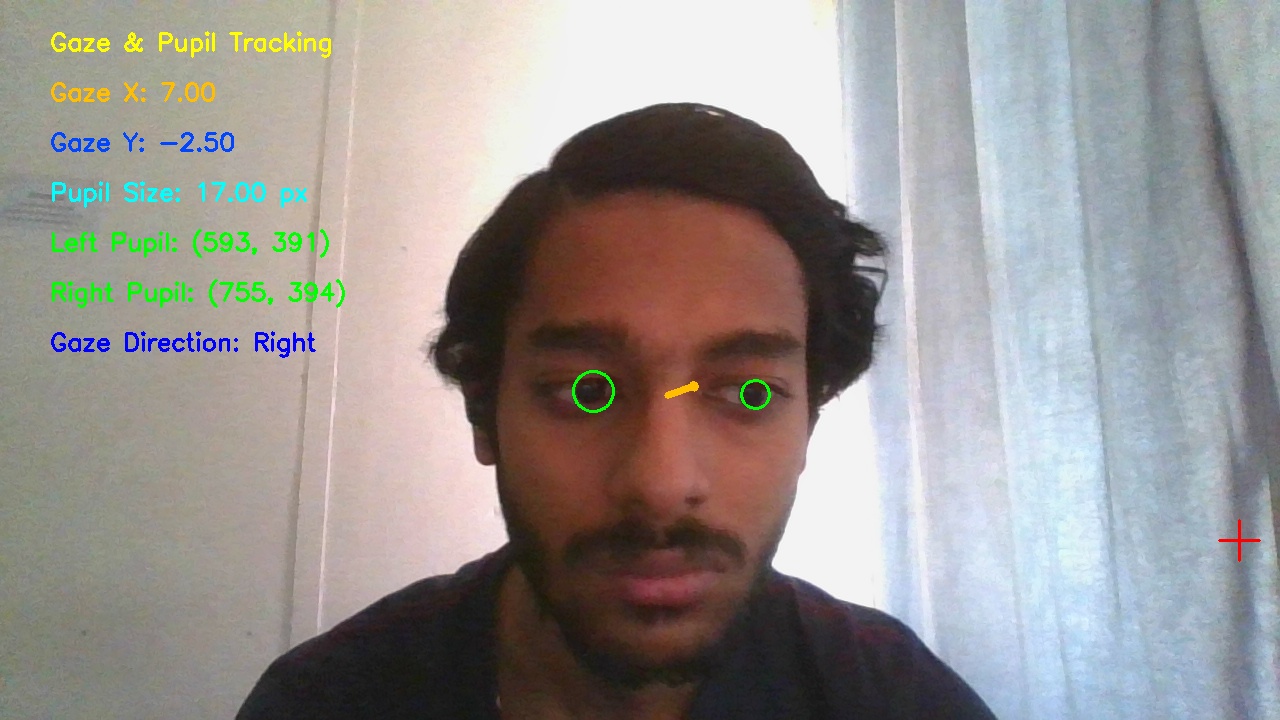 Gaze & Pupil Tracking
Gaze X: 7.00
Gaze Y: -2.50
Pupil Size: 17.00 px
Left Pupil: (593, 391)
Right Pupil: (755, 394)
Gaze Direction: Right